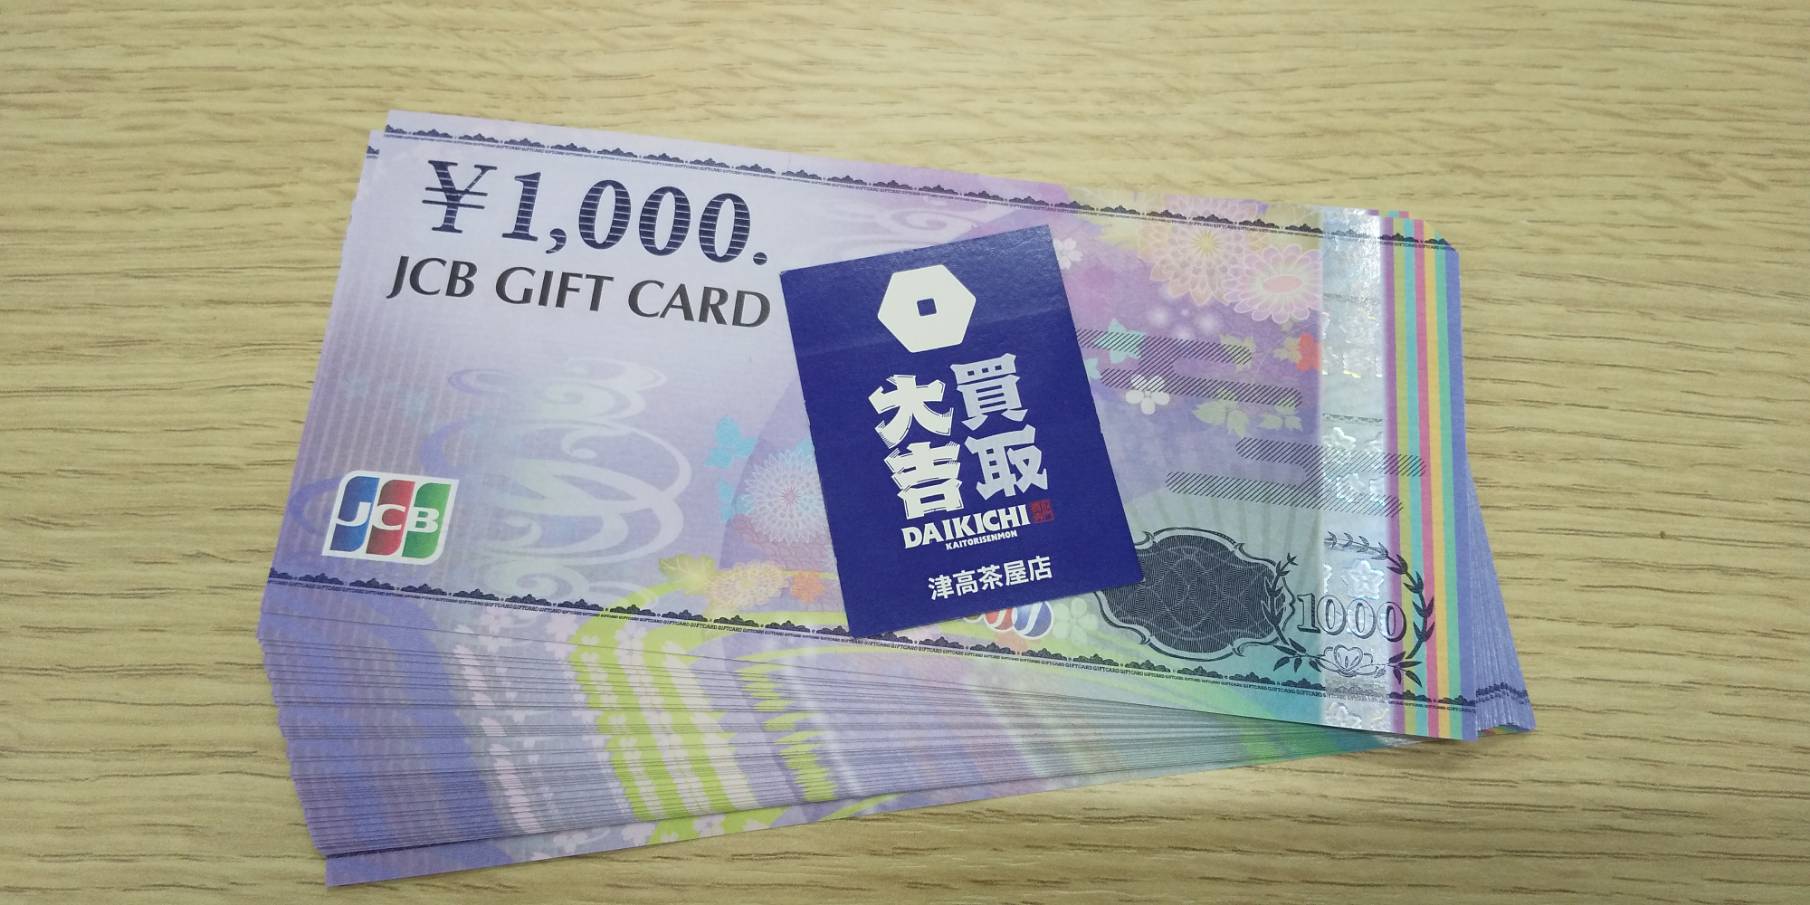 ¥1,000.
JCB GIFT CARD
JCB
買取
大吉
DAIKICHI
KAITORISENMON
津高茶屋店
1000